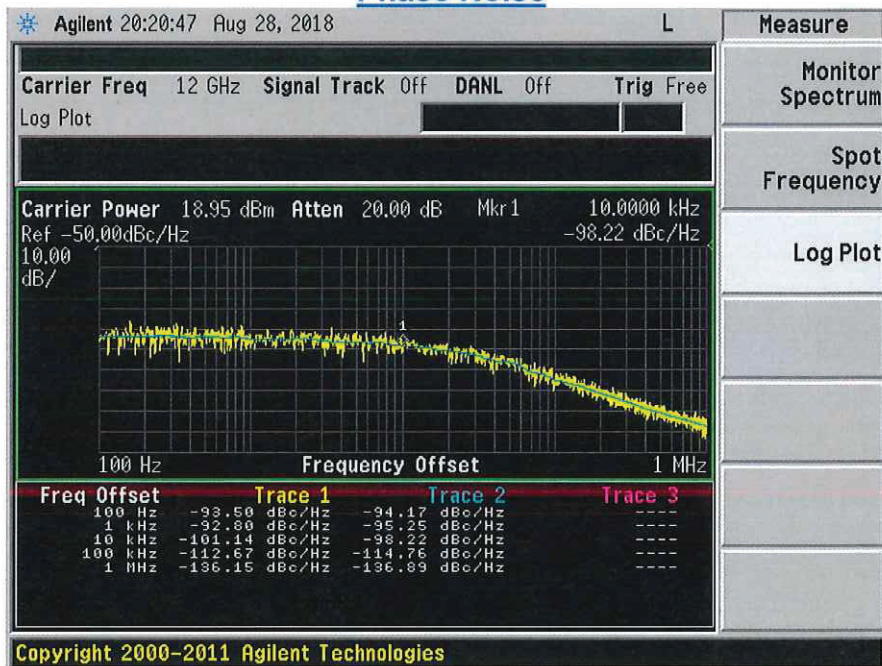 Phase Noise
Agilent 20:20:47 Aug 28, 2018 L
Measure
Carrier Freq 12 GHz Signal Track Off DANL Off Trig Free
Log Plot
Monitor
Spectrum
Spot
Frequency
Log Plot
Carrier Power 18.95 dBm Atten 20.00 dB Mkr1 10.0000 kHz
Ref -50.00dBc/Hz -98.22 dBc/Hz
10.00
dB/
1
100 Hz Frequency Offset 1 MHz
Freq Offset Trace 1 Trace 2 Trace 3
100 Hz -93.50 dBc/Hz -94.17 dBc/Hz ----
1 kHz -92.80 dBc/Hz -95.25 dBc/Hz ----
10 kHz -101.14 dBc/Hz -98.22 dBc/Hz ----
100 kHz -112.67 dBc/Hz -114.76 dBc/Hz ----
1 MHz -136.15 dBc/Hz -136.89 dBc/Hz ----
Copyright 2000-2011 Agilent Technologies